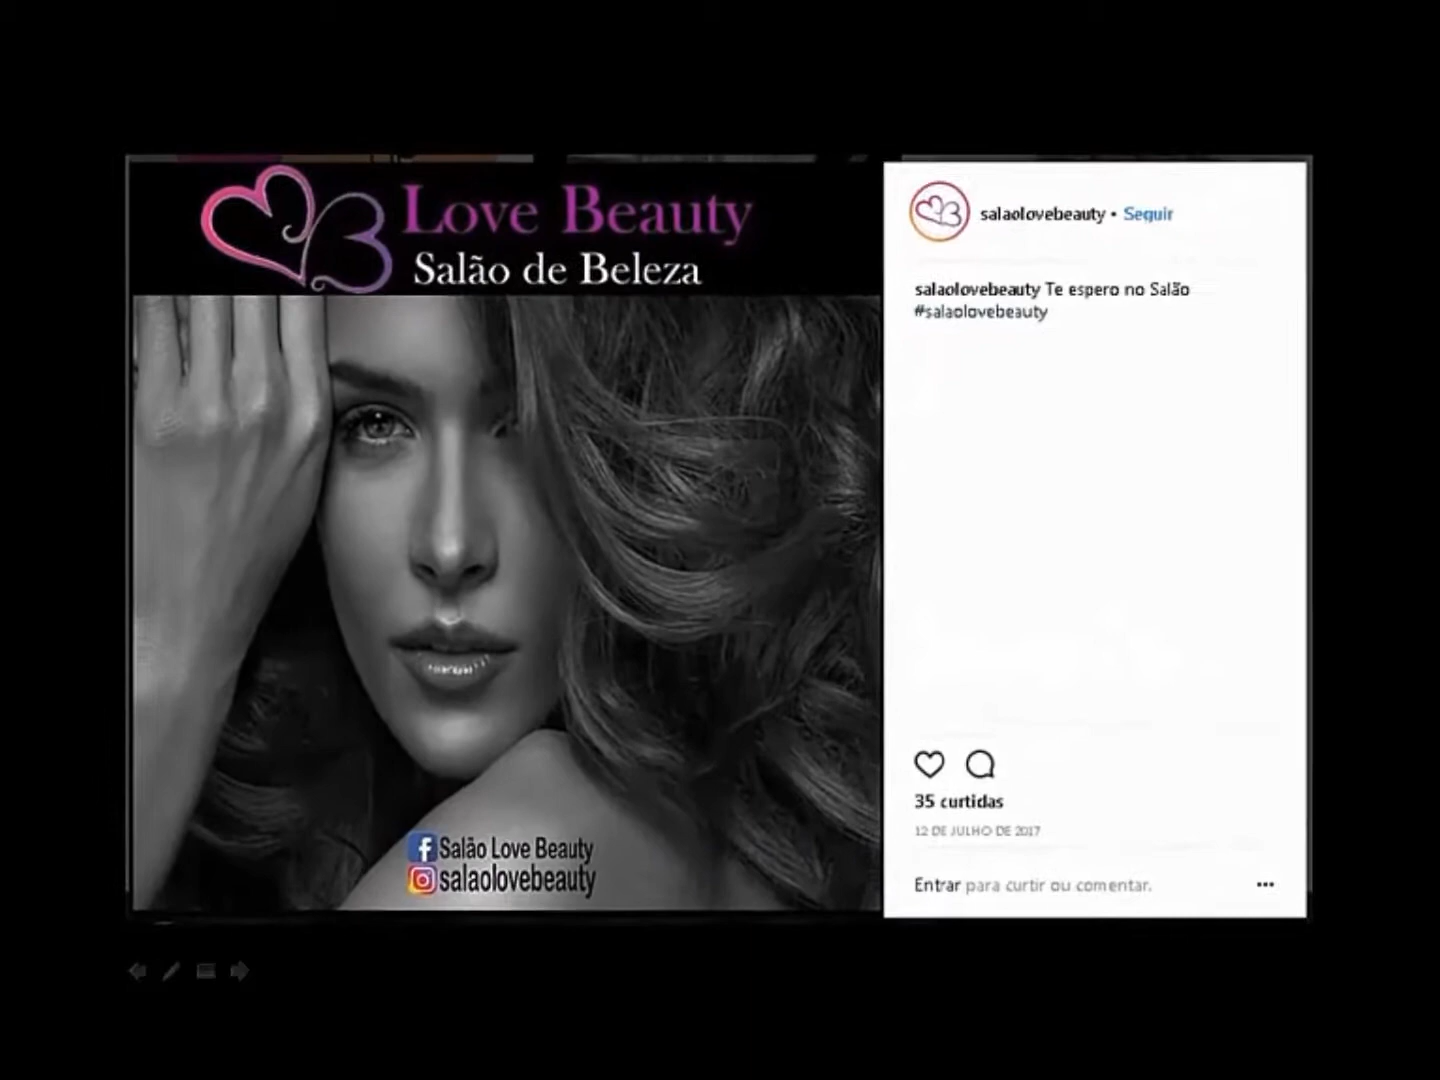 Love Beauty
Salão de Beleza
Salão Love Beauty
salaolovebeauty
salaolovebeauty • Seguir
salaolovebeauty Te espero no Salão
#salaolovebeauty
35 curtidas
12 DE JULHO DE 2017
Entrar para curtir ou comentar.